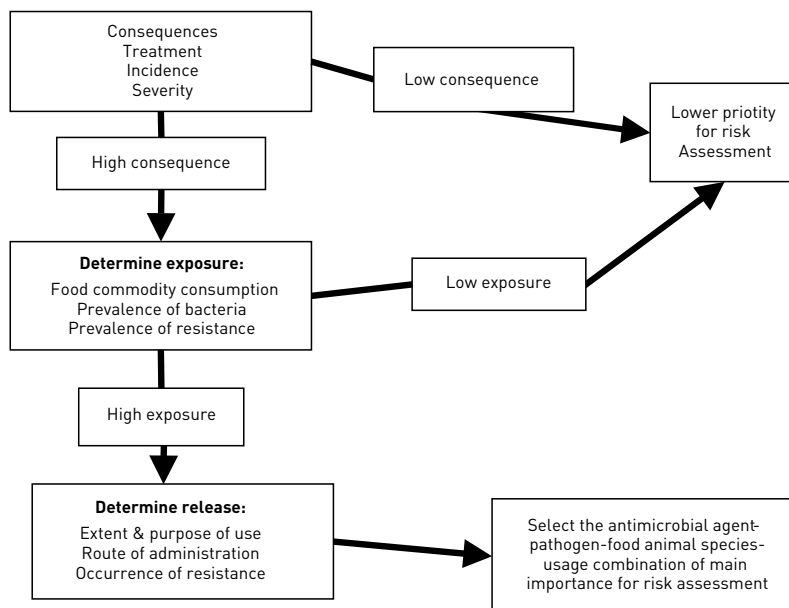 Consequences
Treatment
Incidence
Severity
Low consequence
Lower priotity
for risk
Assessment
High consequence
Determine exposure:
Food commodity consumption
Prevalence of bacteria
Prevalence of resistance
Low exposure
High exposure
Determine release:
Extent & purpose of use
Route of administration
Occurrence of resistance
Select the antimicrobial agent-
pathogen-food animal species-
usage combination of main
importance for risk assessment